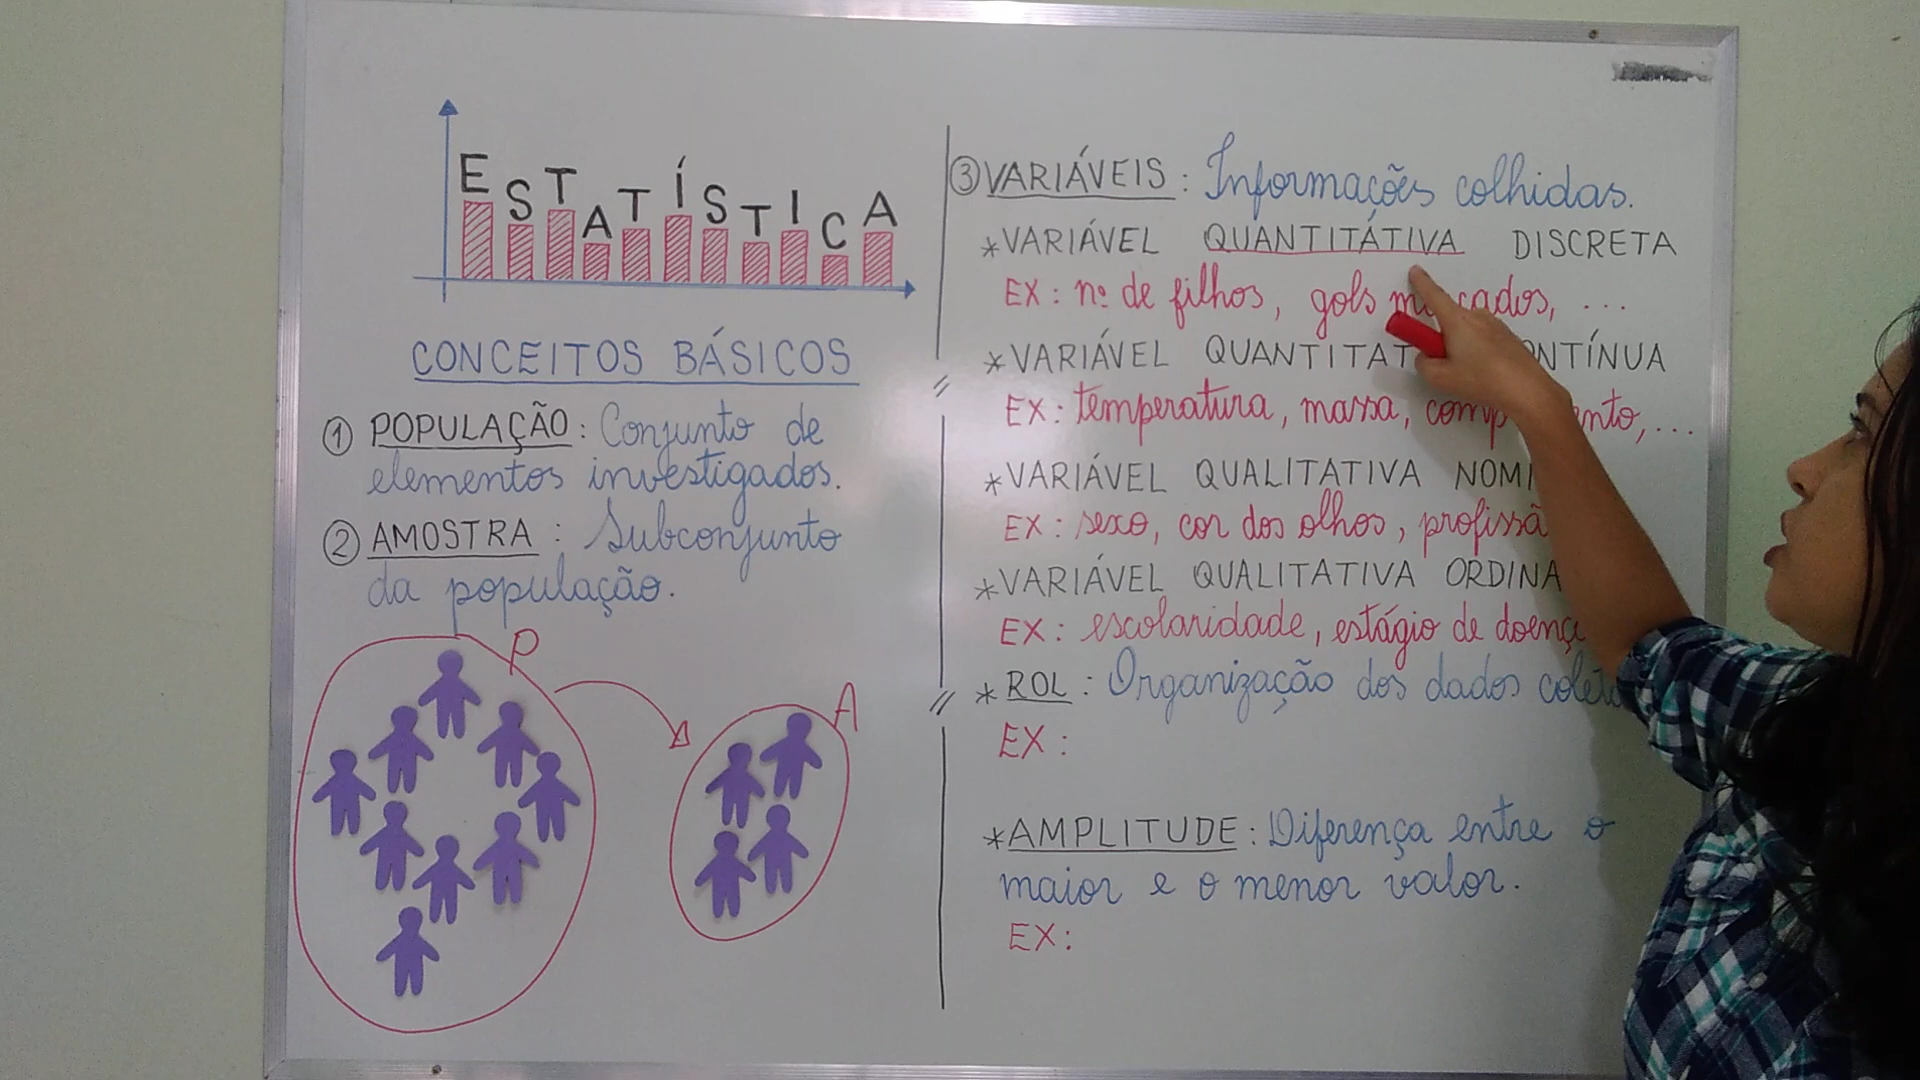 ESTATÍSTICA
CONCEITOS BÁSICOS
① POPULAÇÃO: Conjunto de
elementos investigados.
② AMOSTRA: Subconjunto
da população.
P
A
③ VARIÁVEIS: Informações colhidas.
* VARIÁVEL QUANTITÁTIVA DISCRETA
EX: nº de filhos, gols ...
* VARIÁVEL
EX: temperatura, massa, ...
* VARIÁVEL QUALITATIVA
EX: sexo, cor dos olhos,
* VARIÁVEL QUALITATIVA
EX: escolaridade, estágio de
* ROL: Organização dos dados
EX:
* AMPLITUDE: Diferença entre o
maior e o menor valor.
EX: